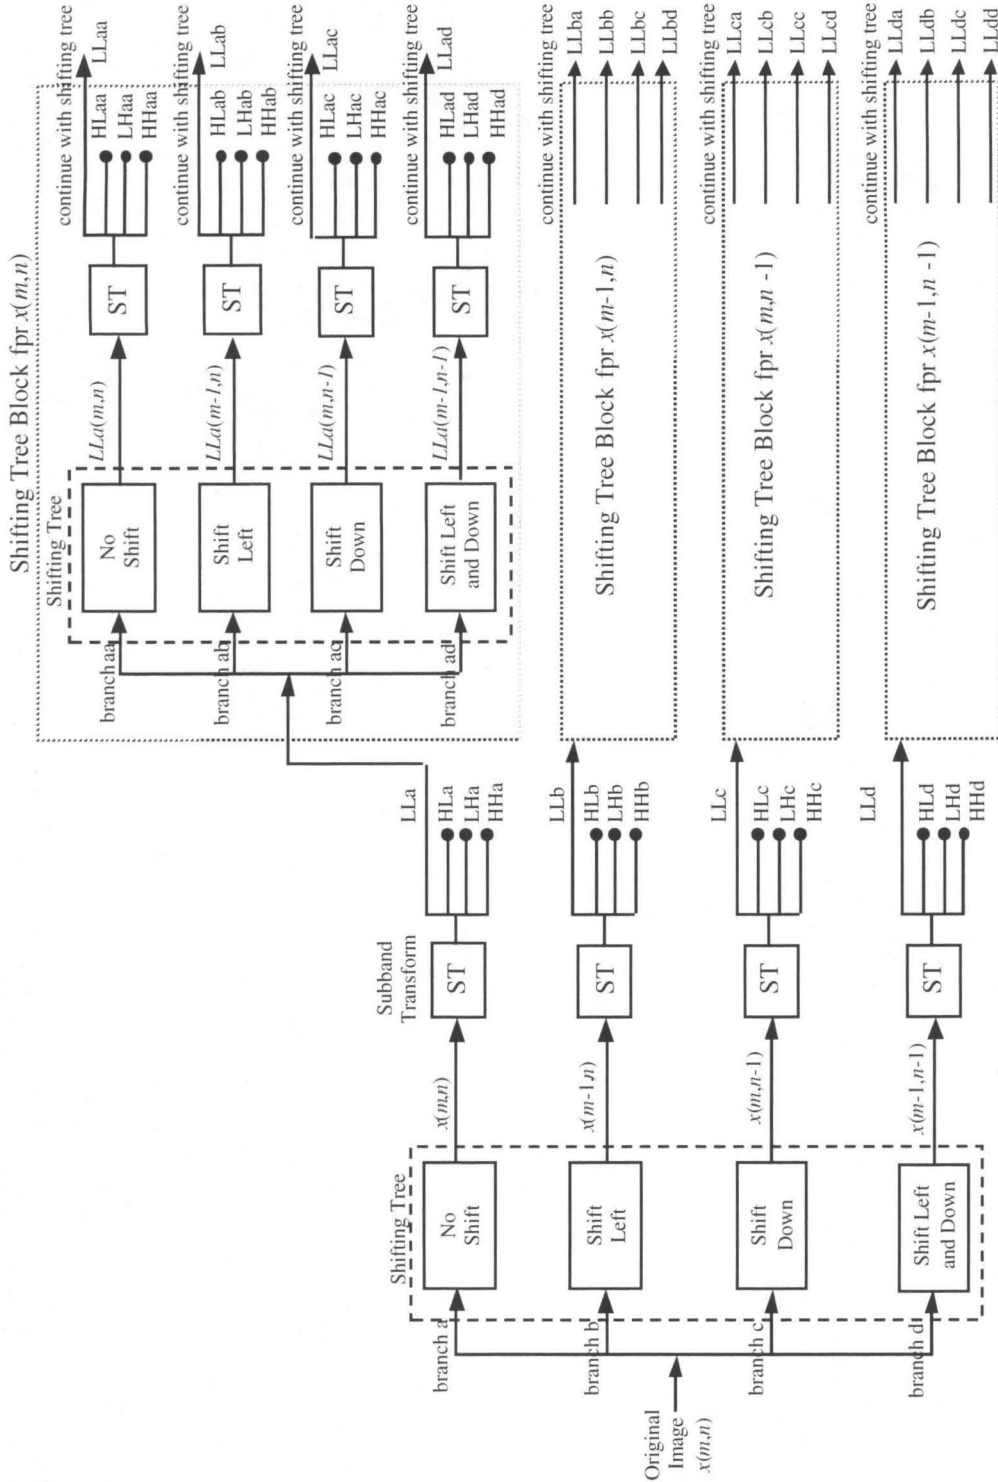 Original
Image
x(m,n)
Shifting Tree
branch a
No
Shift
x(m,n)
branch b
Shift
Left
x(m-1,n)
branch c
Shift
Down
x(m,n-1)
branch d
Shift Left
and Down
x(m-1,n-1)
Subband
Transform
ST
LLa
HLa
LHa
HHa
ST
LLb
HLb
LHb
HHb
ST
LLc
HLc
LHc
HHc
ST
LLd
HLd
LHd
HHd
Shifting Tree Block fpr x(m,n)
Shifting Tree
branch aa
No
Shift
LLa(m,n)
ST
continue with shifting tree
LLaa
HLaa
LHaa
HHaa
branch ab
Shift
Left
LLa(m-1,n)
ST
continue with shifting tree
LLab
HLab
LHab
HHab
branch ac
Shift
Down
LLa(m,n-1)
ST
continue with shifting tree
LLac
HLac
LHac
HHac
branch ad
Shift Left
and Down
LLa(m-1,n-1)
ST
continue with shifting tree
LLad
HLad
LHad
HHad
Shifting Tree Block fpr x(m-1,n)
continue with shifting tree
LLba
LLbb
LLbc
LLbd
Shifting Tree Block fpr x(m,n -1)
continue with shifting tree
LLca
LLcb
LLcc
LLcd
Shifting Tree Block fpr x(m-1,n -1)
continue with shifting tree
LLda
LLdb
LLdc
LLdd